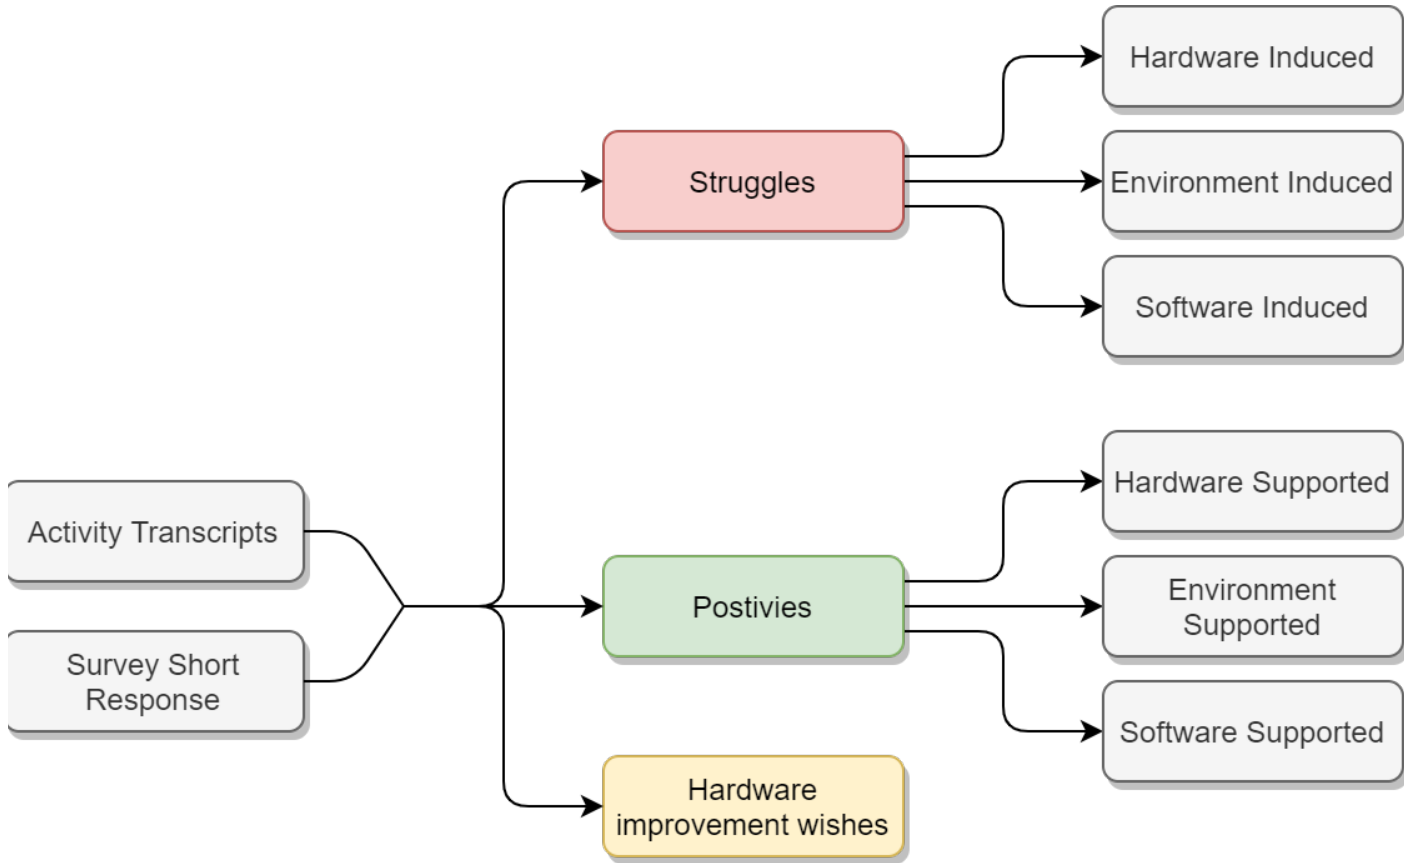 Hardware Induced
Struggles
Environment Induced
Software Induced
Activity Transcripts
Survey Short
Response
Postivies
Hardware Supported
Environment
Supported
Software Supported
Hardware
improvement wishes